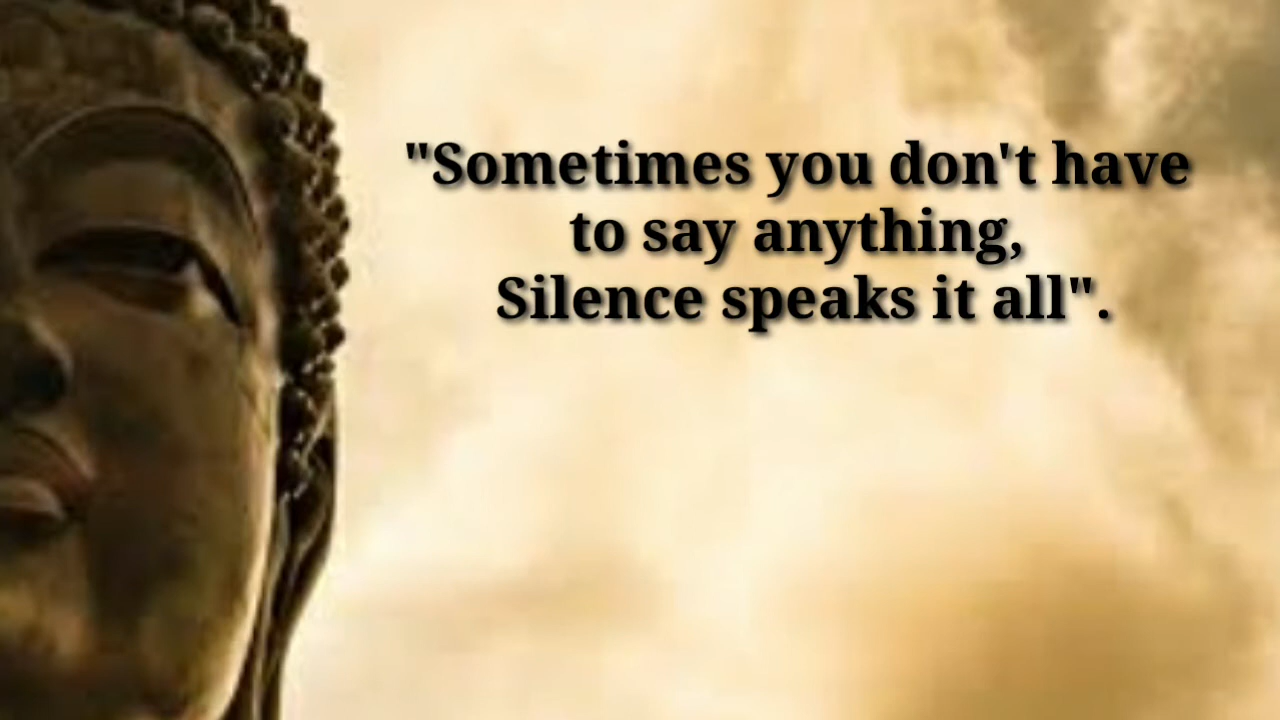 "Sometimes you don't have
to say anything,
Silence speaks it all".